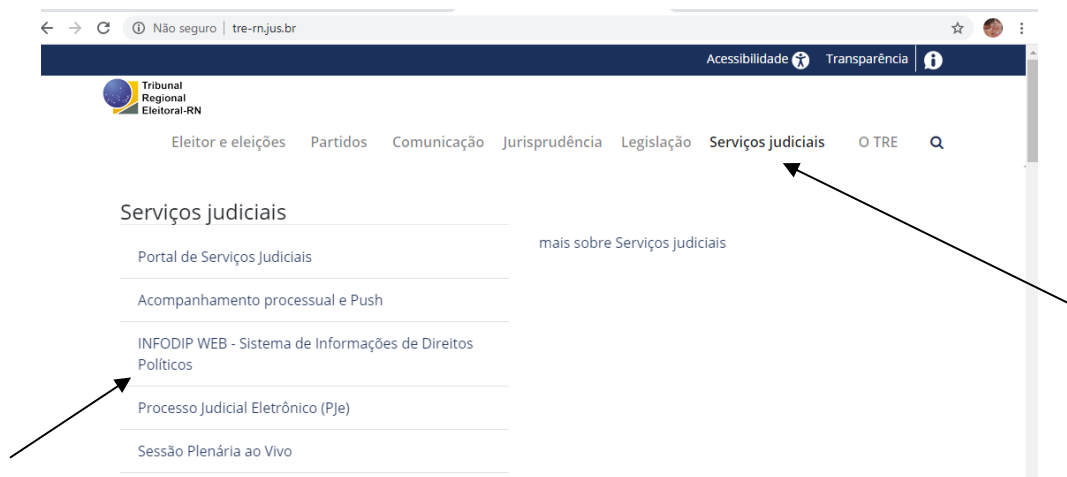 Não seguro | tre-rn.jus.br
Acessibilidade Transparência
Tribunal
Regional
Eleitoral-RN
Eleitor e eleições Partidos Comunicação Jurisprudência Legislação Serviços judiciais O TRE
Serviços judiciais
mais sobre Serviços judiciais
Portal de Serviços Judiciais
Acompanhamento processual e Push
INFODIP WEB - Sistema de Informações de Direitos
Políticos
Processo Judicial Eletrônico (PJe)
Sessão Plenária ao Vivo